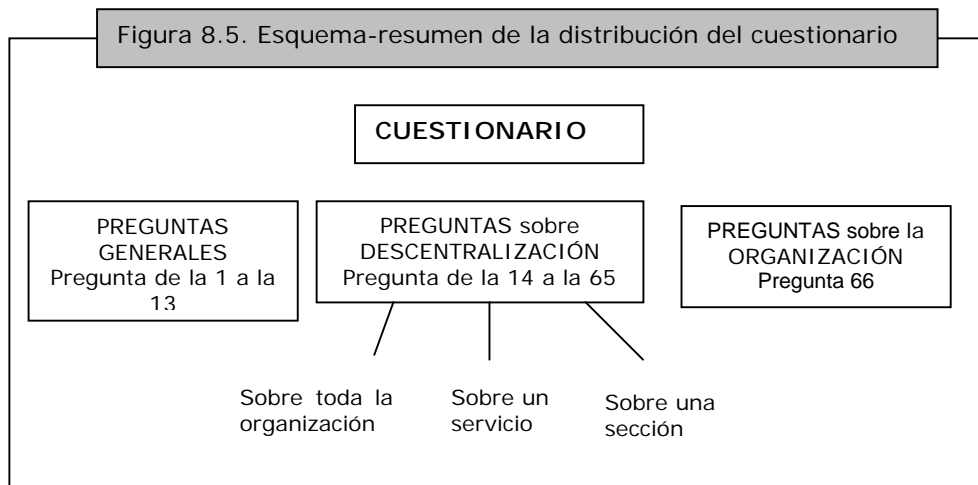 Figura 8.5. Esquema-resumen de la distribución del cuestionario
CUESTIONARIO
PREGUNTAS
GENERALES
Pregunta de la 1 a la
13
PREGUNTAS sobre
DESCENTRALIZACIÓN
Pregunta de la 14 a la 65
PREGUNTAS sobre la
ORGANIZACIÓN
Pregunta 66
Sobre toda la
organización
Sobre un
servicio
Sobre una
sección